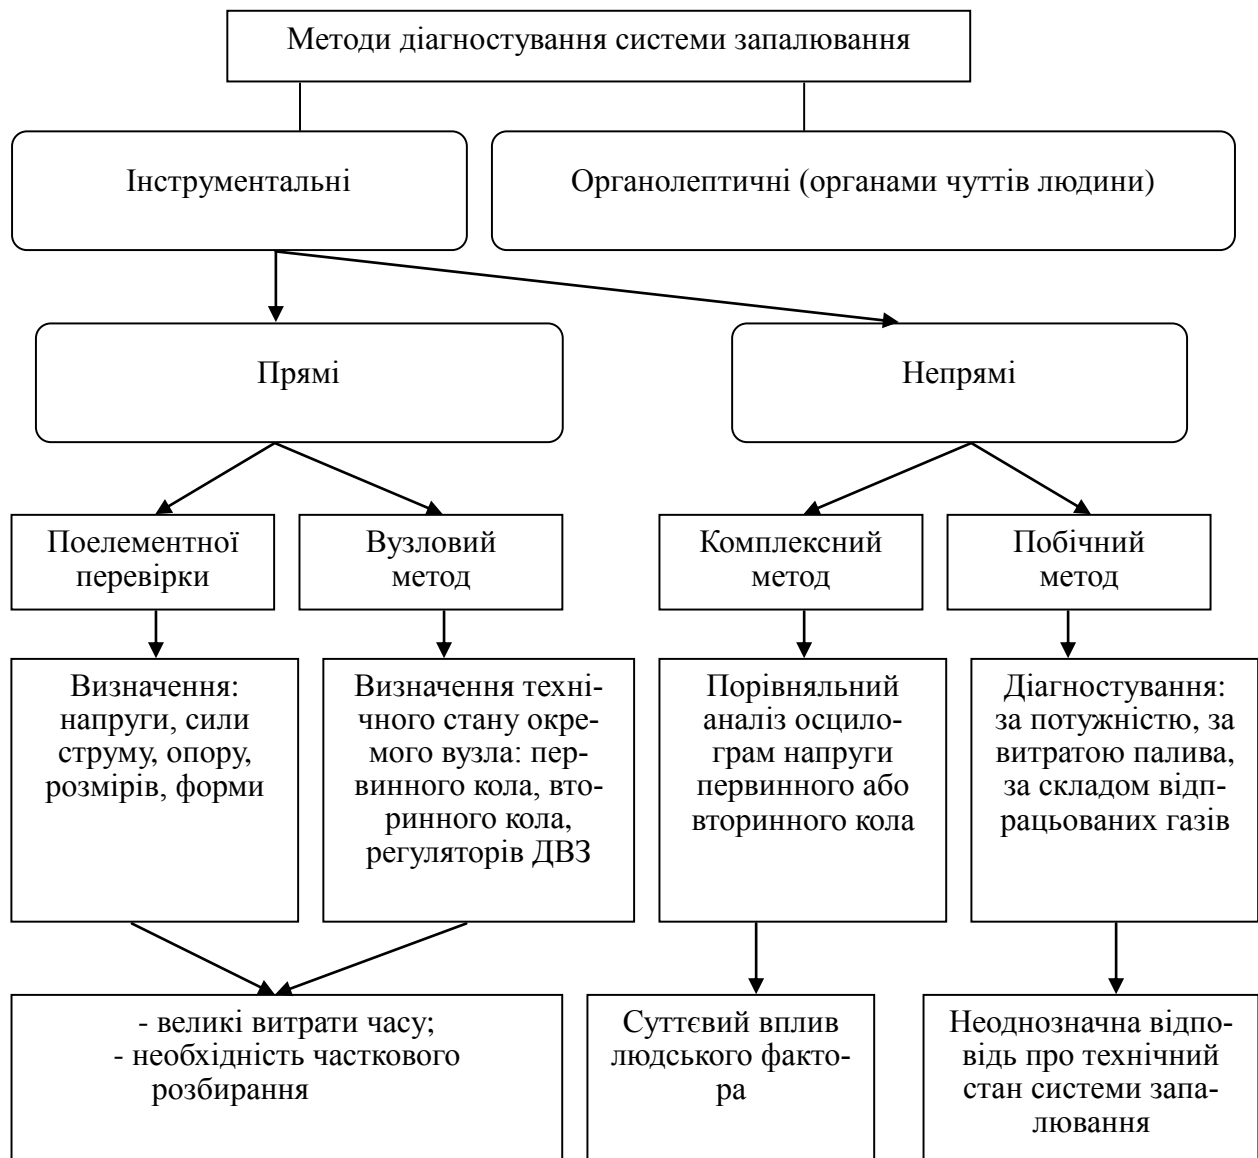 Методи діагностування системи запалювання
Інструментальні
Органолептичні (органами чуттів людини)
Прямі
Непрямі
Поелементної
перевірки
Вузловий
метод
Комплексний
метод
Побічний
метод
Визначення:
напруги, сили
струму, опору,
розмірів, форми
Визначення техні-
чного стану окре-
мого вузла: пер-
винного кола, вто-
ринного кола,
регуляторів ДВЗ
Порівняльний
аналіз осцило-
грам напруги
первинного або
вторинного кола
Діагностування:
за потужністю, за
витратою палива,
за складом відп-
рацьованих газів
- великі витрати часу;
- необхідність часткового
розбирання
Суттєвий вплив
людського факто-
ра
Неоднозначна відпо-
відь про технічний
стан системи запа-
лювання